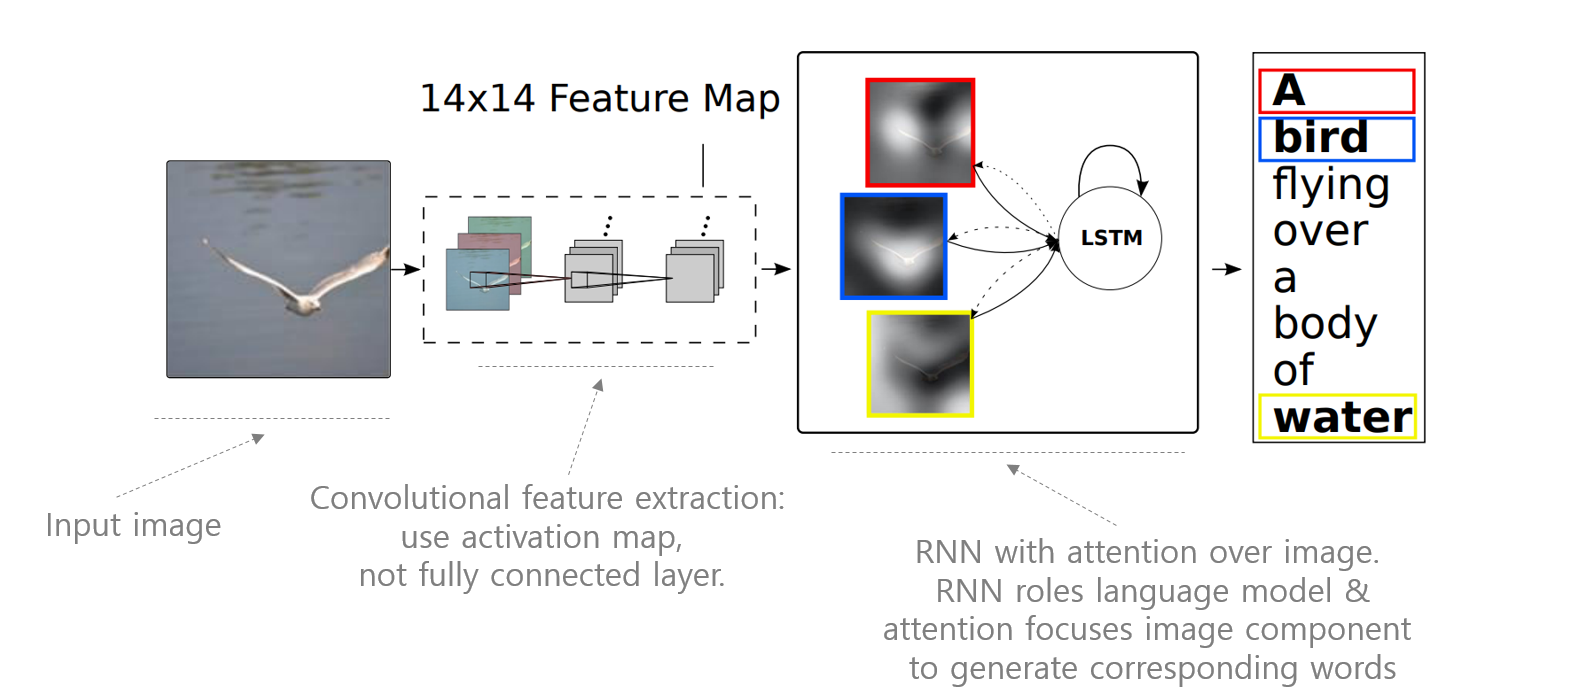 14x14 Feature Map
LSTM
A
bird
flying
over
a
body
of
water
Input image
Convolutional feature extraction:
use activation map,
not fully connected layer.
RNN with attention over image.
RNN roles language model &
attention focuses image component
to generate corresponding words